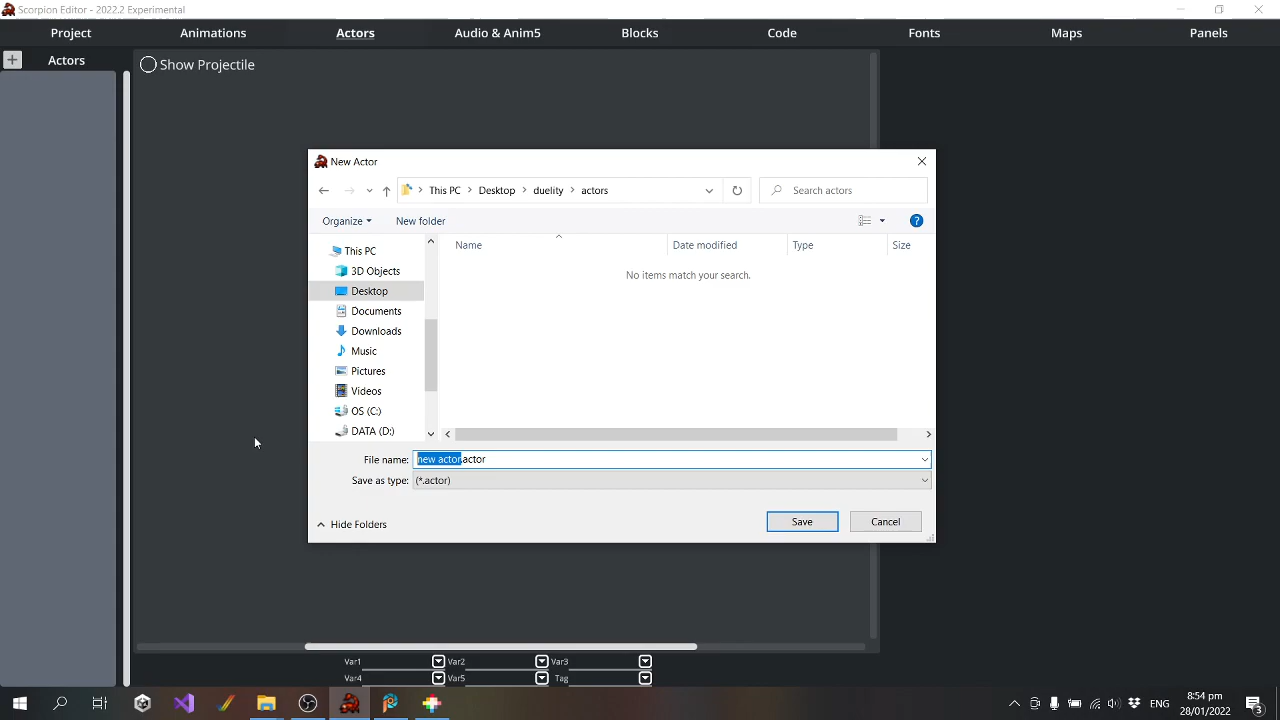 Scorpion Editor - 2022.2 Experimental
Project Animations Actors Audio & Anim5 Blocks Code Fonts Maps Panels
+ Actors
Show Projectile
New Actor
This PC > Desktop > duelity > actors
Search actors
Organize New folder
?
Name Date modified Type Size
No items match your search.
This PC
3D Objects
Desktop
Documents
Downloads
Music
Pictures
Videos
OS (C:)
DATA (D:)
File name: new actor.actor
Save as type: (*.actor)
Hide Folders
Save Cancel
Var1 Var2 Var3
Var4 Var5 Tag
8:54 pm
28/01/2022
3